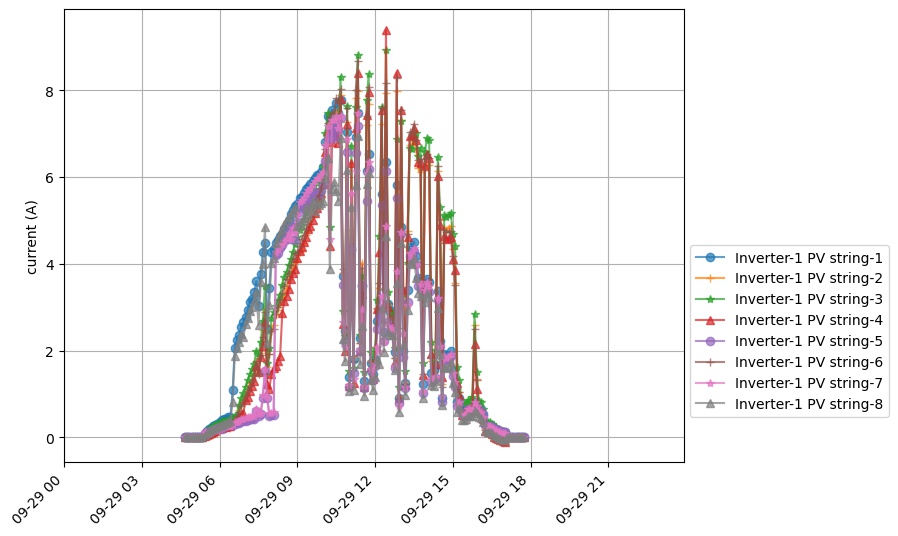 current (A)
8
6
4
2
0
09-29 00
09-29 03
09-29 06
09-29 09
09-29 12
09-29 15
09-29 18
09-29 21
Inverter-1 PV string-1
Inverter-1 PV string-2
Inverter-1 PV string-3
Inverter-1 PV string-4
Inverter-1 PV string-5
Inverter-1 PV string-6
Inverter-1 PV string-7
Inverter-1 PV string-8